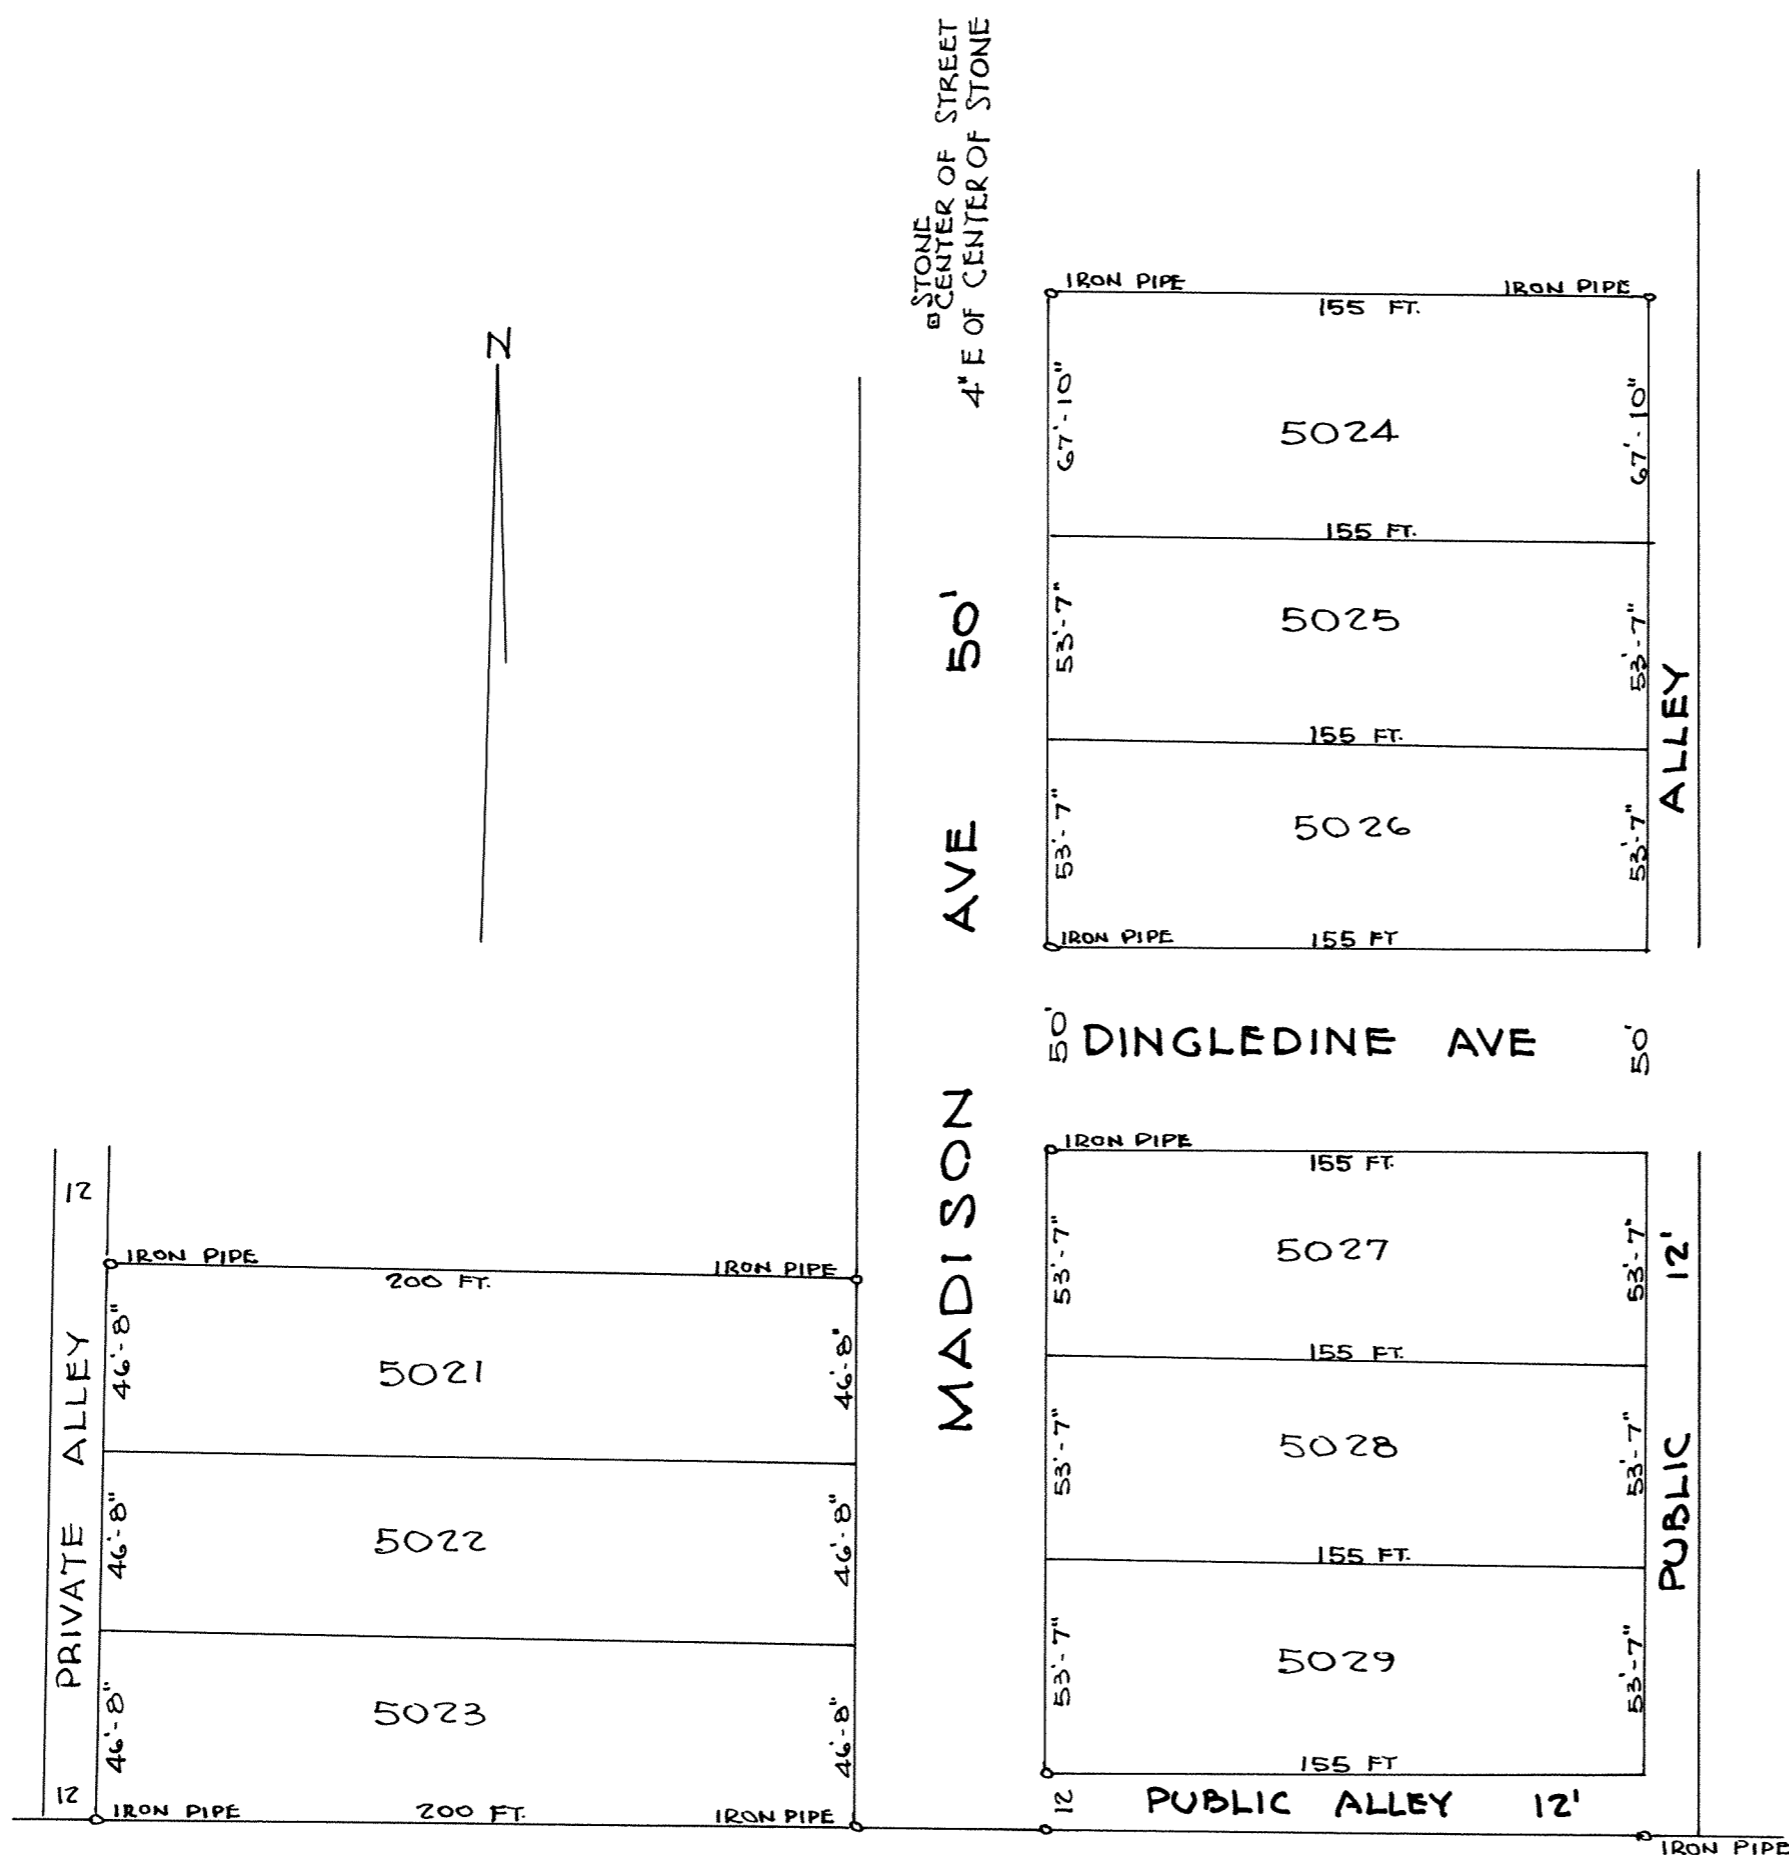 STONE
CENTER OF STREET
4" E OF CENTER OF STONE
N
IRON PIPE
IRON PIPE
155 FT.
67'-10"
5024
67'-10"
155 FT.
53'-7"
5025
53'-7"
155 FT.
53'-7"
5026
53'-7"
IRON PIPE
155 FT
MADISON AVE 50'
50'
DINGLEDINE AVE
50'
PUBLIC ALLEY
12'
IRON PIPE
155 FT.
53'-7"
5027
53'-7"
155 FT.
53'-7"
5028
53'-7"
155 FT.
53'-7"
5029
53'-7"
155 FT
12
PUBLIC ALLEY 12'
IRON PIPE
12
PRIVATE ALLEY
12
IRON PIPE
IRON PIPE
200 FT.
46'-8"
5021
46'-8"
46'-8"
5022
46'-8"
46'-8"
5023
46'-8"
IRON PIPE
200 FT.
IRON PIPE